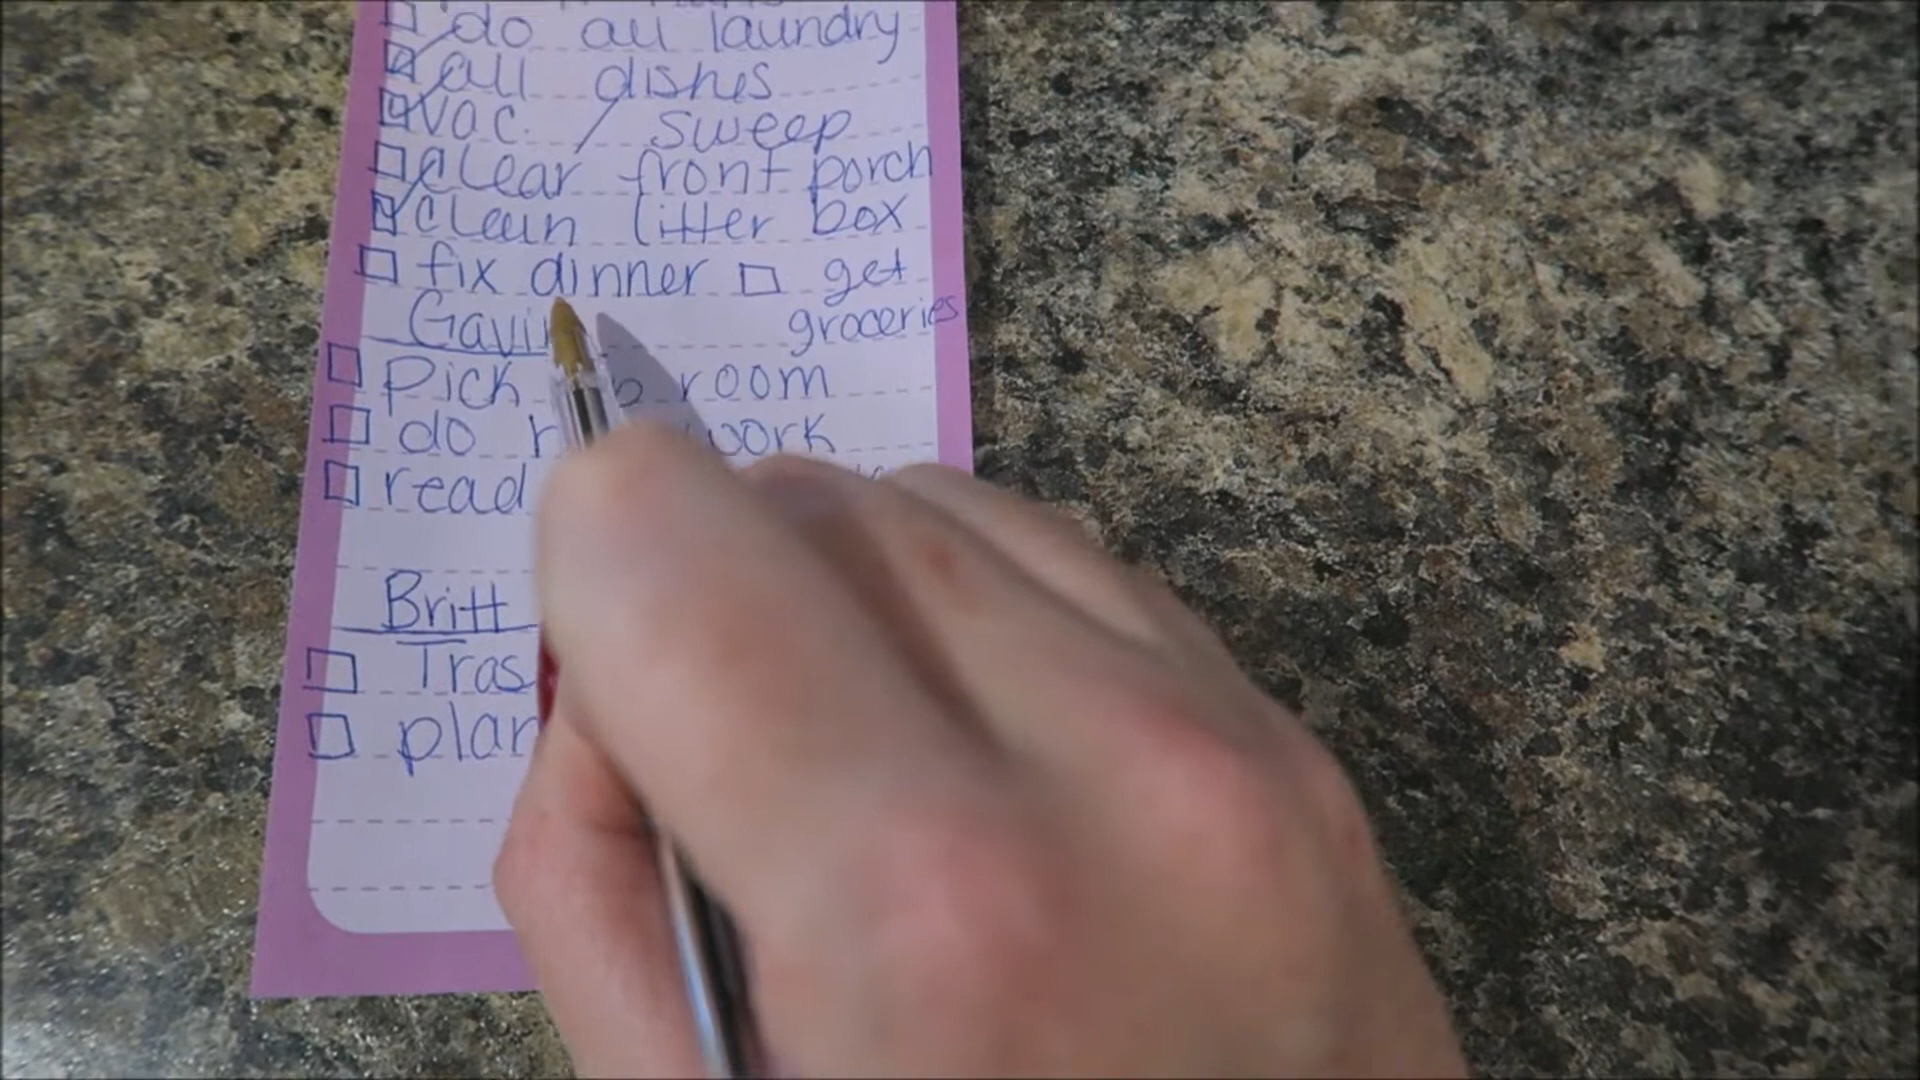 do all laundry
all dishes
vac. / sweep
clear front porch
clean litter box
fix dinner get
groceries
Gavin
Pick room
do work
read
Britt
Tras
plan